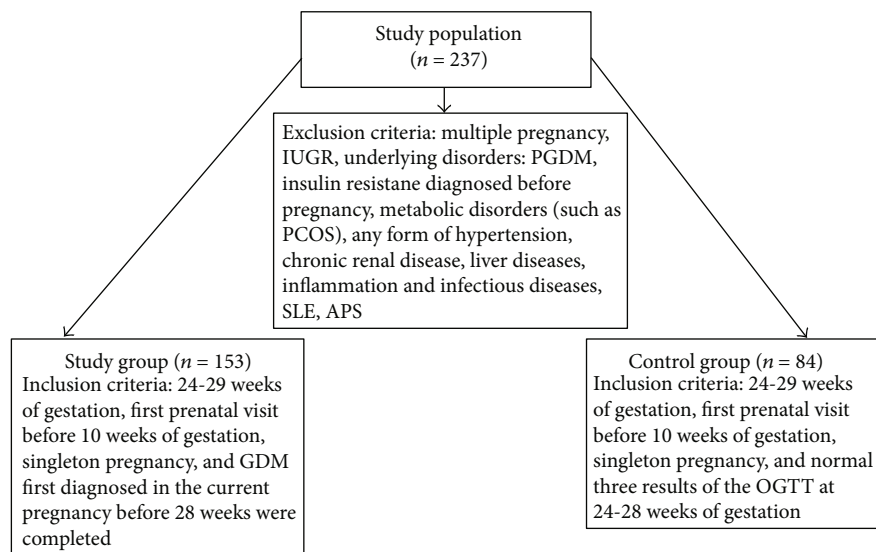 Study population
(n = 237)
Exclusion criteria: multiple pregnancy,
IUGR, underlying disorders: PGDM,
insulin resistane diagnosed before
pregnancy, metabolic disorders (such as
PCOS), any form of hypertension,
chronic renal disease, liver diseases,
inflammation and infectious diseases,
SLE, APS
Study group (n = 153)
Inclusion criteria: 24-29 weeks
of gestation, first prenatal visit
before 10 weeks of gestation,
singleton pregnancy, and GDM
first diagnosed in the current
pregnancy before 28 weeks were
completed
Control group (n = 84)
Inclusion criteria: 24-29 weeks
of gestation, first prenatal visit
before 10 weeks of gestation,
singleton pregnancy, and normal
three results of the OGTT at
24-28 weeks of gestation